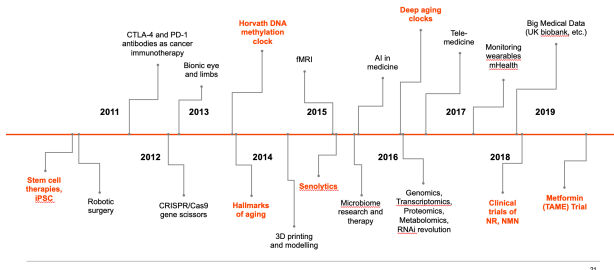 Deep aging
clocks
Big Medical Data
(UK biobank, etc.)
Horvath DNA
methylation
clock
CTLA-4 and PD-1
antibodies as cancer
immunotherapy
Tele-
medicine
Monitoring
wearables
mHealth
fMRI
AI in
medicine
Bionic eye
and limbs
2011
2013
2015
2017
2019
2012
2014
2016
2018
Stem cell
therapies,
iPSC
Robotic
surgery
CRISPR/Cas9
gene scissors
Hallmarks
of aging
3D printing
and modelling
Senolytics
Microbiome
research and
therapy
Genomics,
Transcriptomics,
Proteomics,
Metabolomics,
RNAi revolution
Clinical
trials of
NR, NMN
Metformin
(TAME) Trial